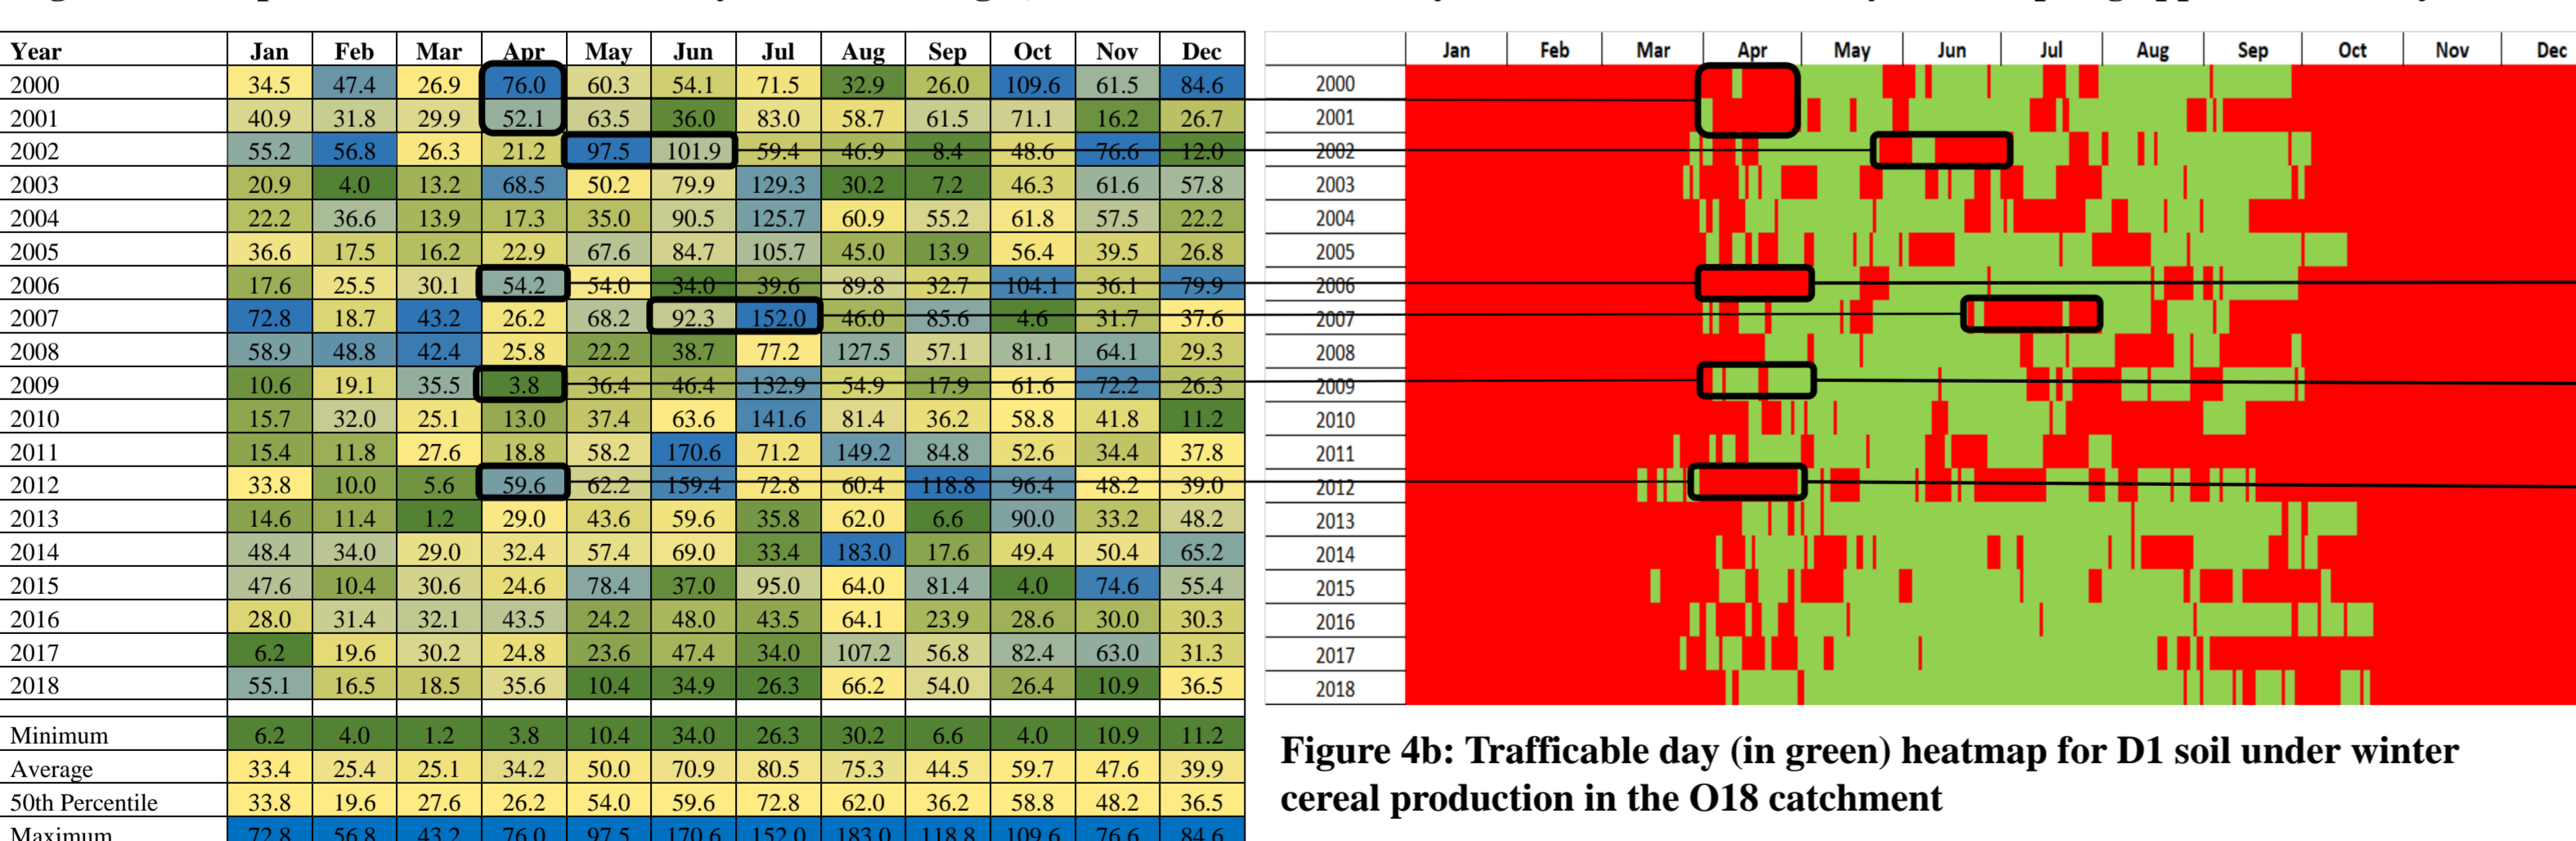 Year Jan Feb Mar Apr May Jun Jul Aug Sep Oct Nov Dec
2000 34.5 47.4 26.9 76.0 60.3 54.1 71.5 32.9 26.0 109.6 61.5 84.6
2001 40.9 31.8 29.9 52.1 63.5 36.0 83.0 58.7 61.5 71.1 16.2 26.7
2002 55.2 56.8 26.3 21.2 97.5 101.9 59.4 46.9 8.4 48.6 76.6 12.0
2003 20.9 4.0 13.2 68.5 50.2 79.9 129.3 30.2 7.2 46.3 61.6 57.8
2004 22.2 36.6 13.9 17.3 35.0 90.5 125.7 60.9 55.2 61.8 57.5 22.2
2005 36.6 17.5 16.2 22.9 67.6 84.7 105.7 45.0 13.9 56.4 39.5 26.8
2006 17.6 25.5 30.1 54.2 54.0 34.0 39.6 89.8 32.7 104.1 36.1 79.9
2007 72.8 18.7 43.2 26.2 68.2 92.3 152.0 46.0 85.6 4.6 31.7 37.6
2008 58.9 48.8 42.4 25.8 22.2 38.7 77.2 127.5 57.1 81.1 64.1 29.3
2009 10.6 19.1 35.5 3.8 36.4 46.4 132.9 54.9 17.9 61.6 72.2 26.3
2010 15.7 32.0 25.1 13.0 37.4 63.6 141.6 81.4 36.2 58.8 41.8 11.2
2011 15.4 11.8 27.6 18.8 58.2 170.6 71.2 149.2 84.8 52.6 34.4 37.8
2012 33.8 10.0 5.6 59.6 62.2 159.4 72.8 60.4 118.8 96.4 48.2 39.0
2013 14.6 11.4 1.2 29.0 43.6 59.6 35.8 62.0 6.6 90.0 33.2 48.2
2014 48.4 34.0 29.0 32.4 57.4 69.0 33.4 183.0 17.6 49.4 50.4 65.2
2015 47.6 10.4 30.6 24.6 78.4 37.0 95.0 64.0 81.4 4.0 74.6 55.4
2016 28.0 31.4 32.1 43.5 24.2 48.0 43.5 64.1 23.9 28.6 30.0 30.3
2017 6.2 19.6 30.2 24.8 23.6 47.4 34.0 107.2 56.8 82.4 63.0 31.3
2018 55.1 16.5 18.5 35.6 10.4 34.9 26.3 66.2 54.0 26.4 10.9 36.5
Minimum 6.2 4.0 1.2 3.8 10.4 34.0 26.3 30.2 6.6 4.0 10.9 11.2
Average 33.4 25.4 25.1 34.2 50.0 70.9 80.5 75.3 44.5 59.7 47.6 39.9
50th Percentile 33.8 19.6 27.6 26.2 54.0 59.6 72.8 62.0 36.2 58.8 48.2 36.5
Maximum 72.8 56.8 43.2 76.0 97.5 170.6 152.0 183.0 118.8 109.6 76.6 84.6
Jan Feb Mar Apr May Jun Jul Aug Sep Oct Nov Dec
2000
2001
2002
2003
2004
2005
2006
2007
2008
2009
2010
2011
2012
2013
2014
2015
2016
2017
2018
Figure 4b: Trafficable day (in green) heatmap for D1 soil under winter
cereal production in the O18 catchment